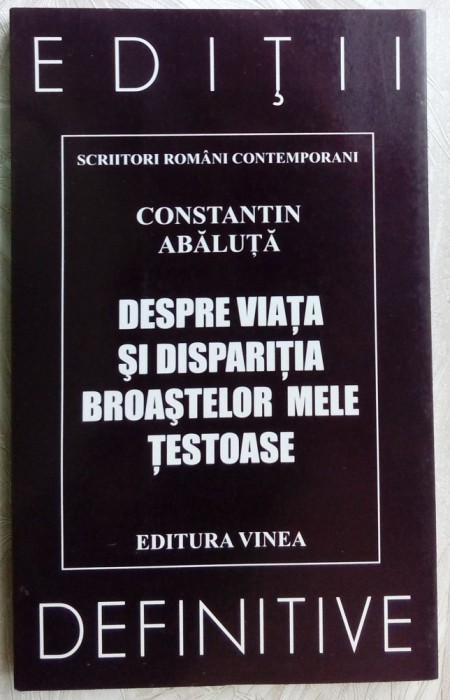 EDIŢII
SCRIITORI ROMÂNI CONTEMPORANI
CONSTANTIN
ABĂLUŢĂ
DESPRE VIAŢA
ŞI DISPARIŢIA
BROAŞTELOR MELE
ŢESTOASE
EDITURA VINEA
DEFINITIVE